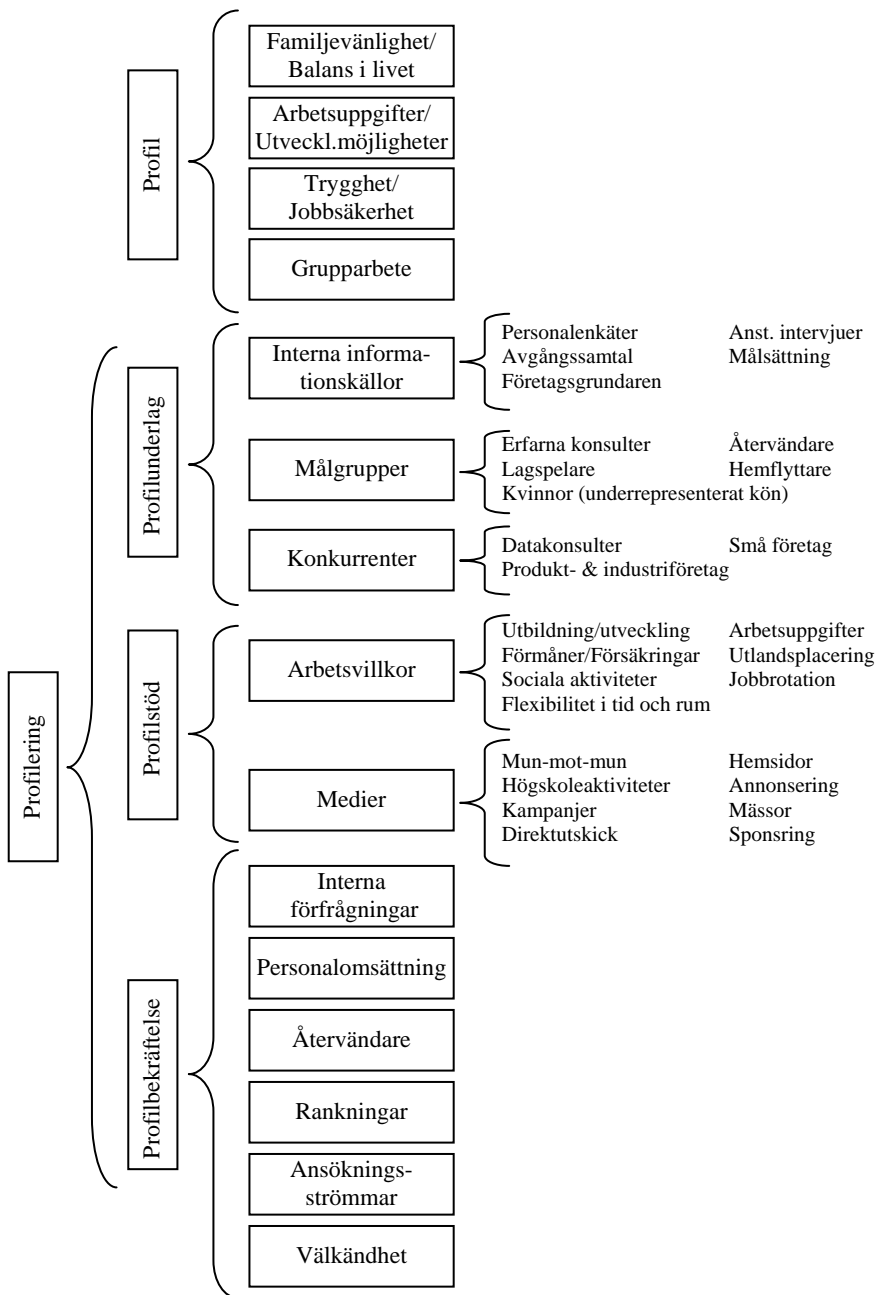 Profilering
Profil
Familjevänlighet/
Balans i livet
Arbetsuppgifter/
Utveckl.möjligheter
Trygghet/
Jobbsäkerhet
Grupparbete
Profilunderlag
Interna informa-
tionskällor
Personalenkäter Anst. intervjuer
Avgångssamtal Målsättning
Företagsgrundaren
Målgrupper
Erfarna konsulter Återvändare
Lagspelare Hemflyttare
Kvinnor (underrepresenterat kön)
Konkurrenter
Datakonsulter Små företag
Produkt- & industriföretag
Profilstöd
Arbetsvillkor
Utbildning/utveckling Arbetsuppgifter
Förmåner/Försäkringar Utlandsplacering
Sociala aktiviteter Jobbrotation
Flexibilitet i tid och rum
Medier
Mun-mot-mun Hemsidor
Högskoleaktiviteter Annonsering
Kampanjer Mässor
Direktutskick Sponsring
Profilbekräftelse
Interna
förfrågningar
Personalomsättning
Återvändare
Rankningar
Ansöknings-
strömmar
Välkändhet